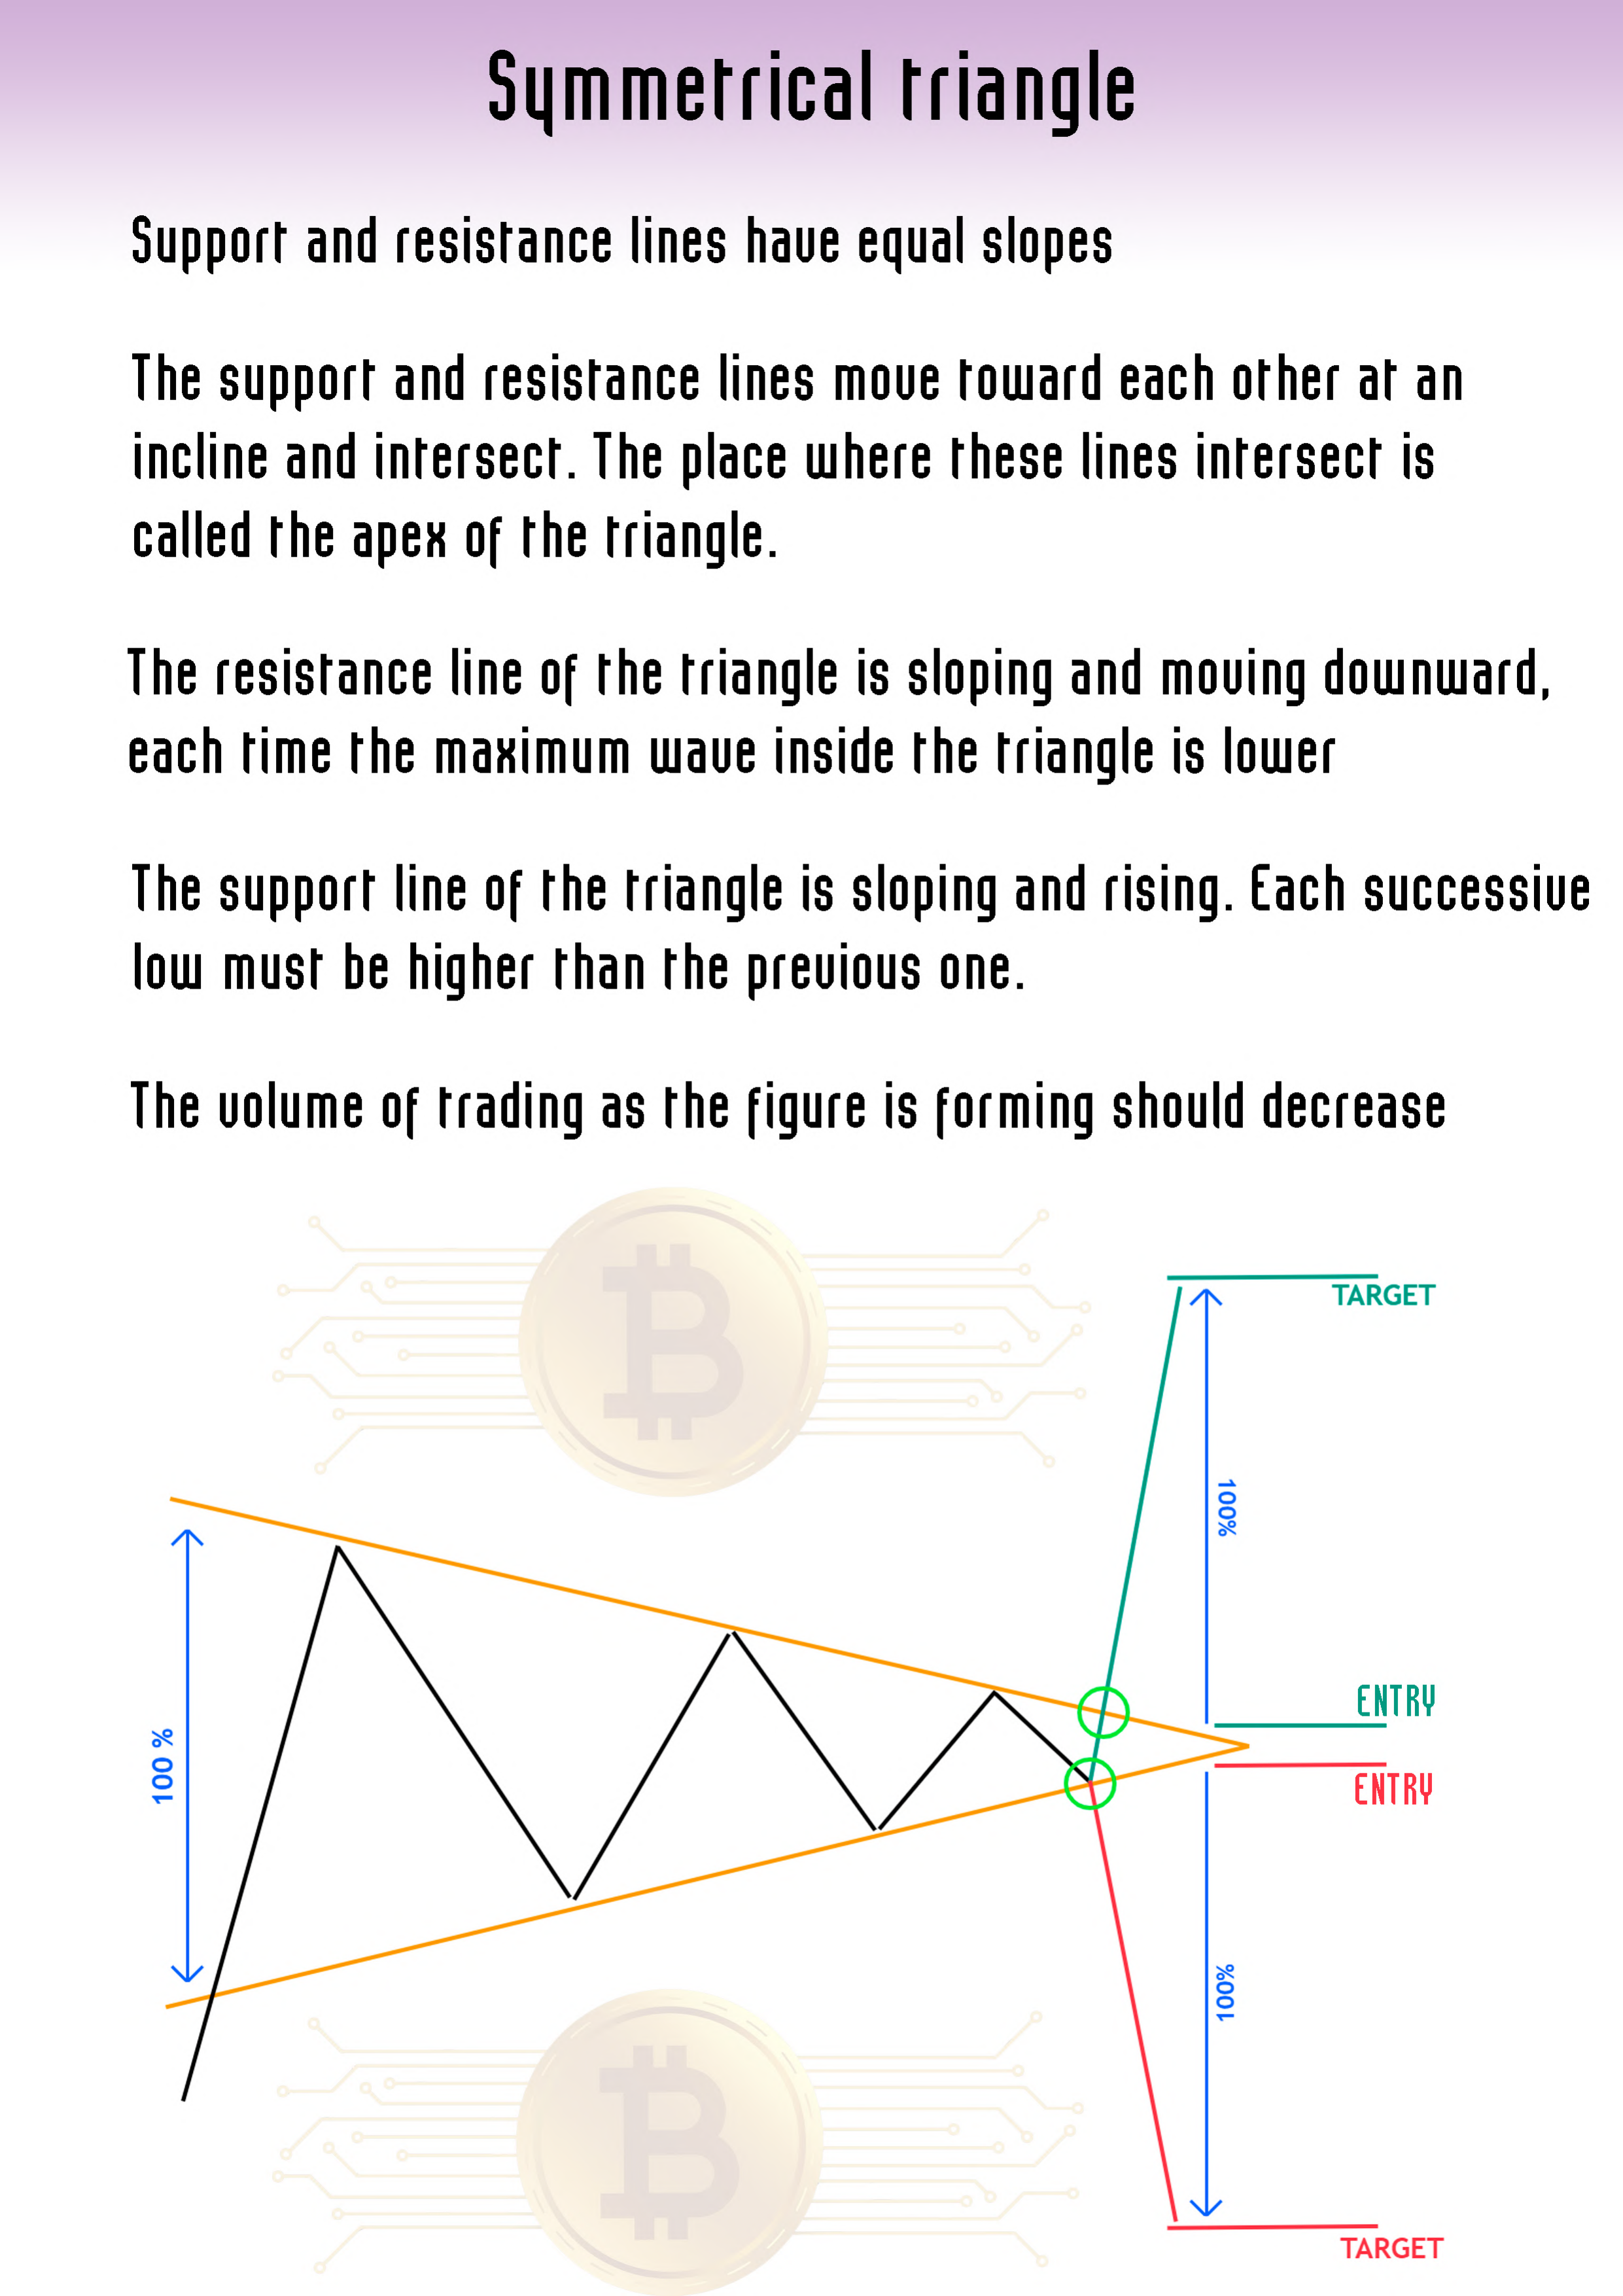 Symmetrical triangle
Support and resistance lines have equal slopes
The support and resistance lines move toward each other at an
incline and intersect. The place where these lines intersect is
called the apex of the triangle.
The resistance line of the triangle is sloping and moving downward,
each time the maximum wave inside the triangle is lower
The support line of the triangle is sloping and rising. Each successive
low must be higher than the previous one.
The volume of trading as the figure is forming should decrease
TARGET
100%
ENTRY
100 %
ENTRY
100%
TARGET